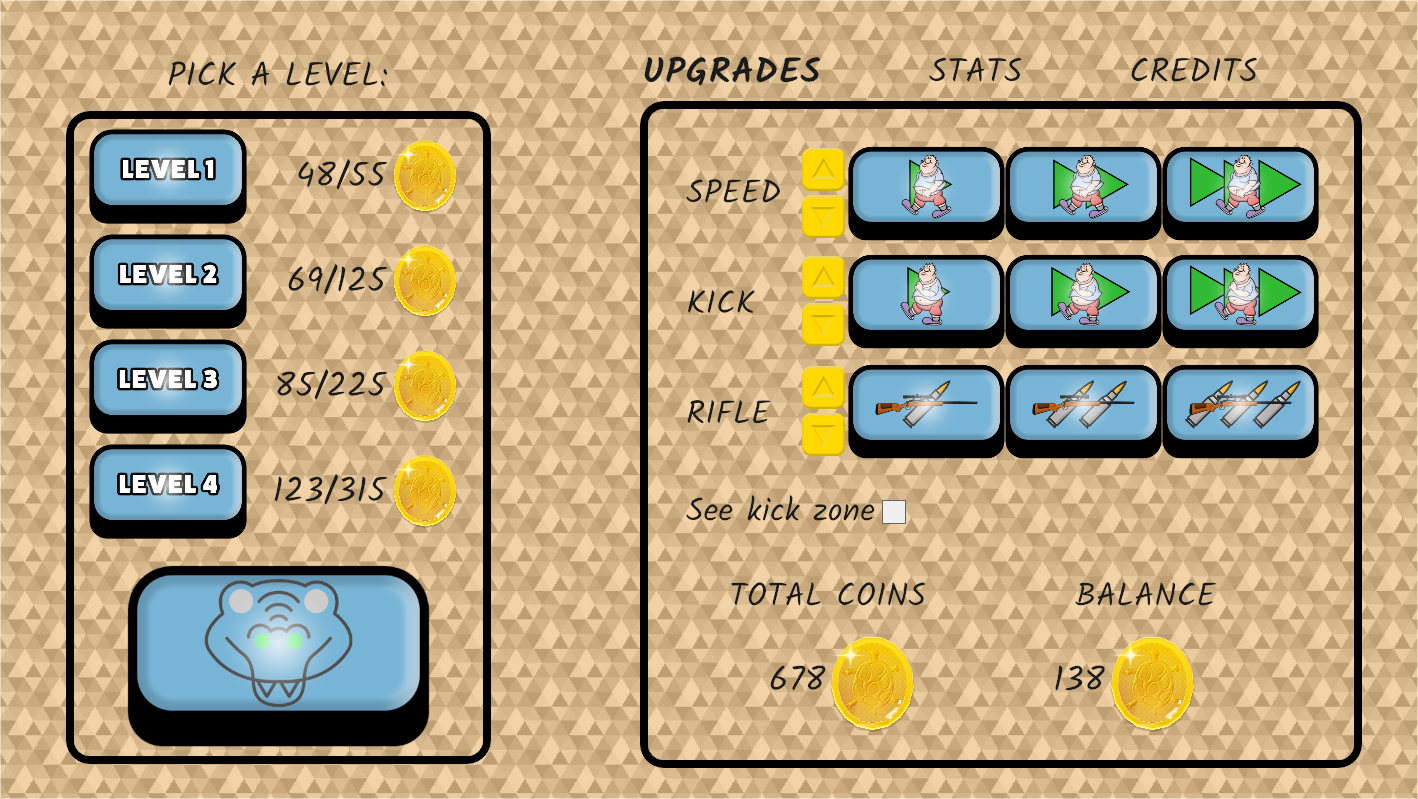 PICK A LEVEL:
LEVEL 1
48/55
LEVEL 2
69/125
LEVEL 3
85/225
LEVEL 4
123/315
UPGRADES STATS CREDITS
SPEED
KICK
RIFLE
See kick zone
TOTAL COINS BALANCE
678 138